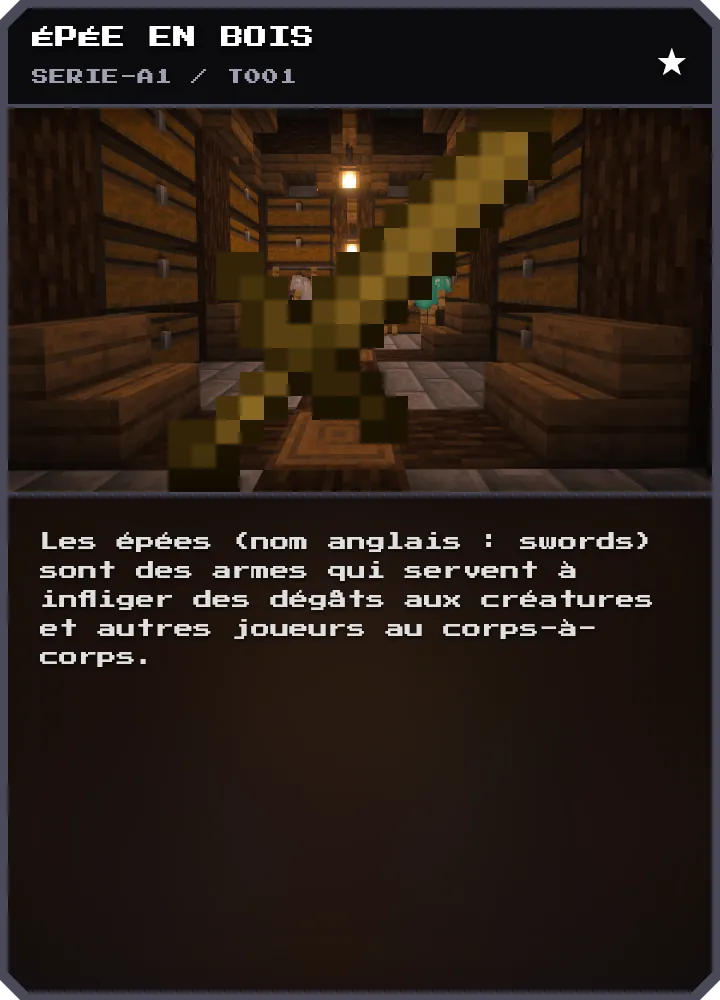 ÉPÉE EN BOIS
SERIE-A1 / T001
Les épées (nom anglais : swords)
sont des armes qui servent à
infliger des dégâts aux créatures
et autres joueurs au corps-à-
corps.